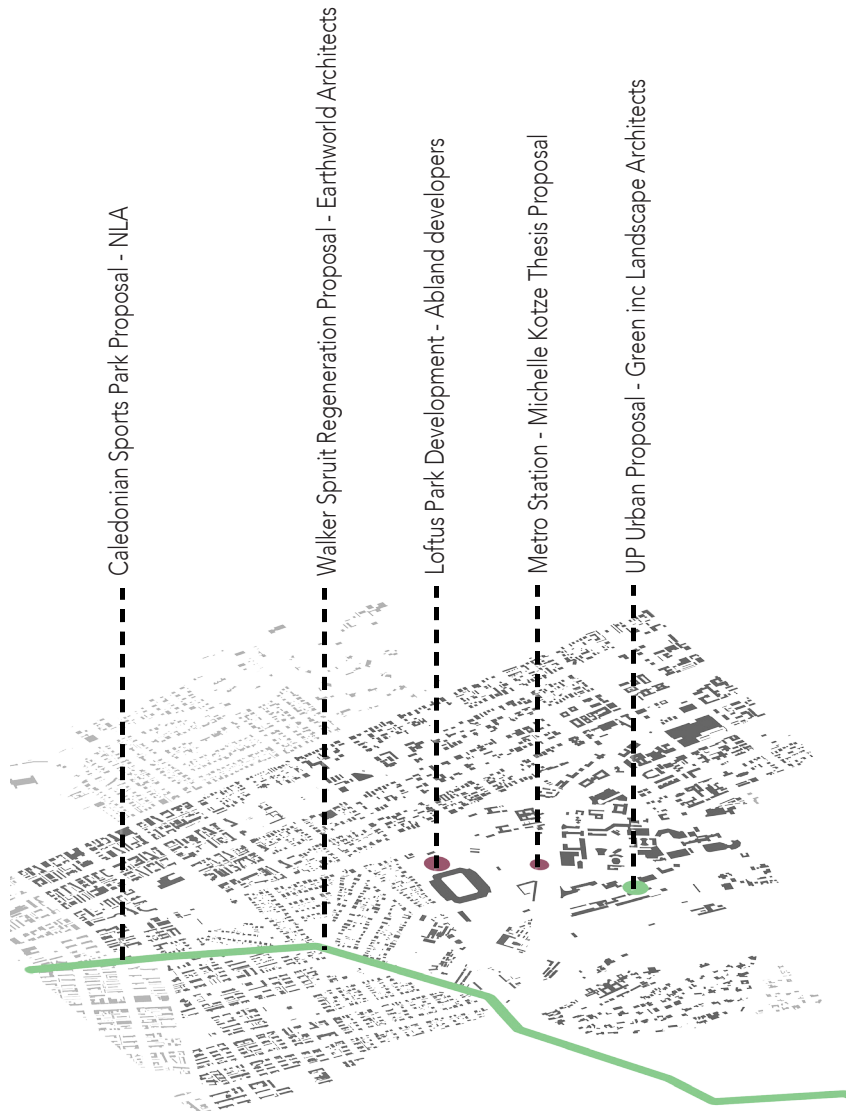 Caledonian Sports Park Proposal - NLA
Walker Spruit Regeneration Proposal - Earthworld Architects
Loftus Park Development - Abland developers
Metro Station - Michelle Kotze Thesis Proposal
UP Urban Proposal - Green inc Landscape Architects